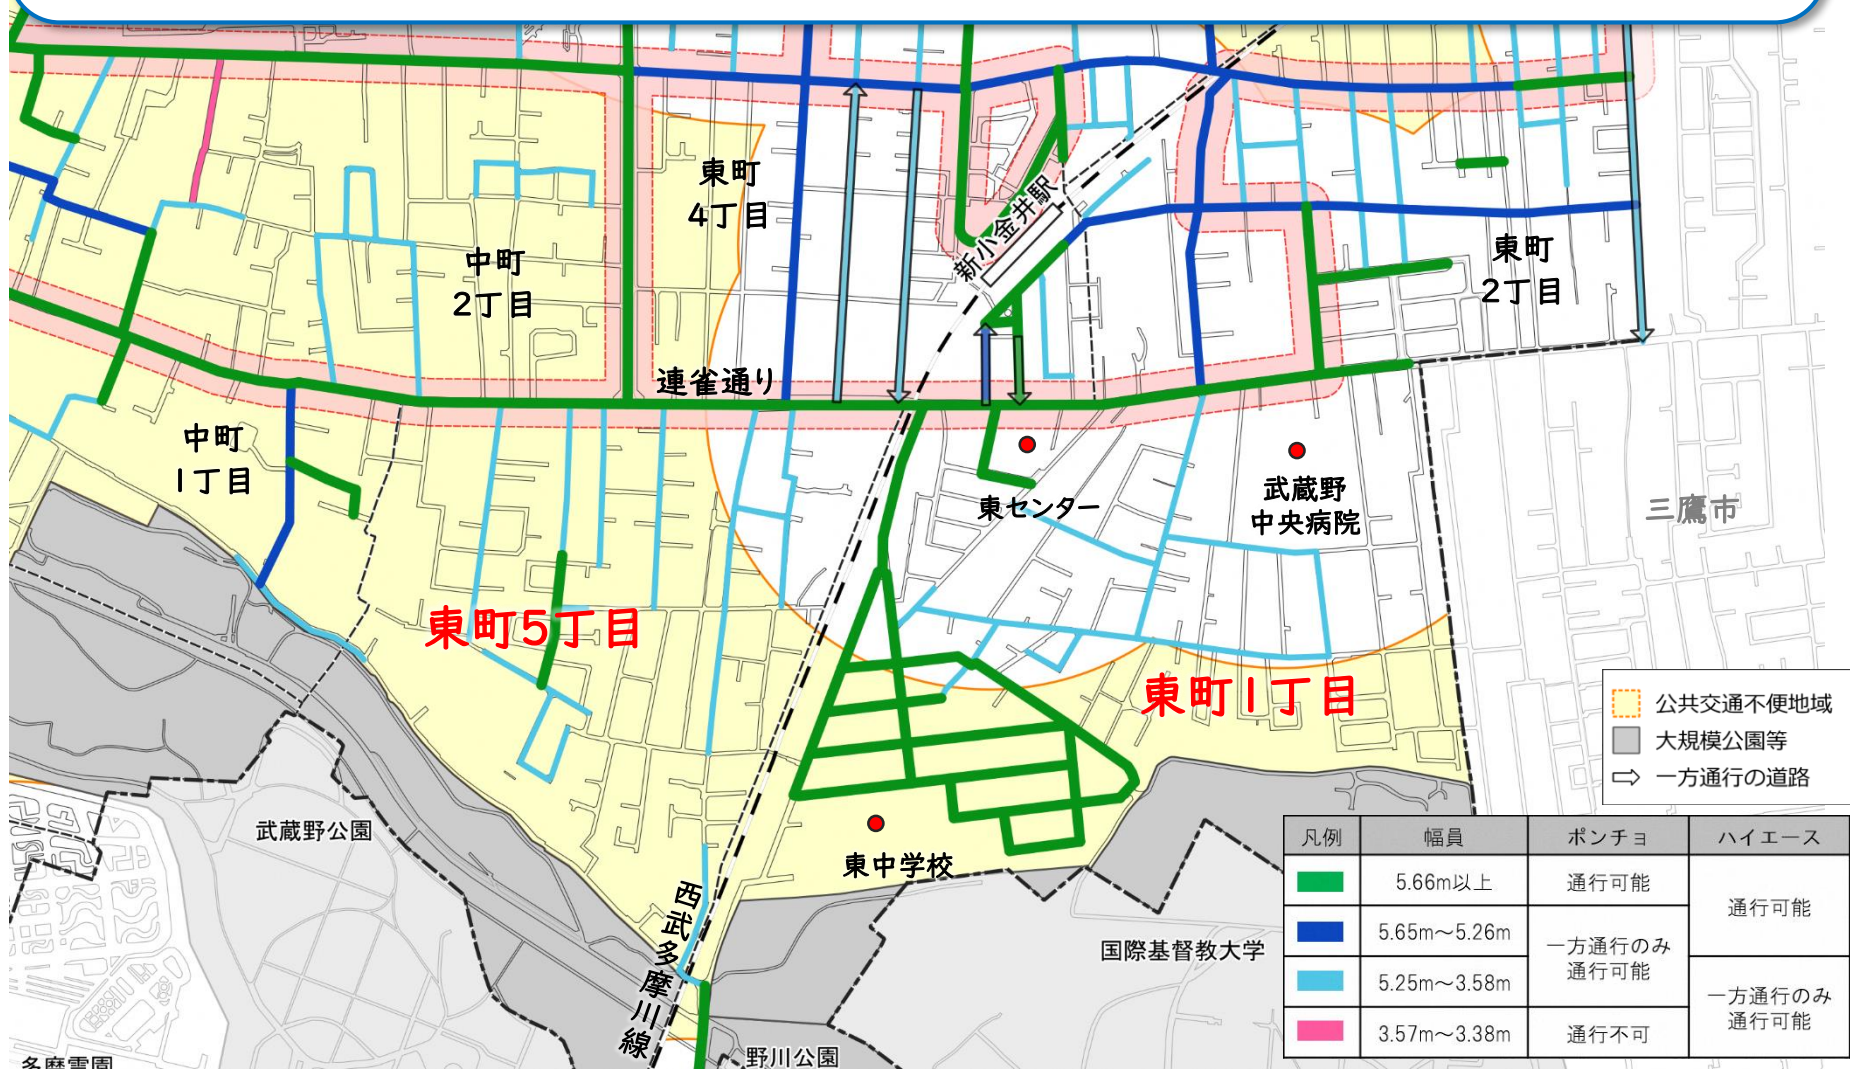 東町
4丁目
中町
2丁目
新小金井駅
東町
2丁目
連雀通り
中町
1丁目
東センター
武蔵野
中央病院
三鷹市
東町5丁目
東町1丁目
公共交通不便地域
大規模公園等
一方通行の道路
武蔵野公園
東中学校
西武多摩川線
国際基督教大学
野川公園
多磨霊園
凡例 幅員 ポンチョ ハイエース
5.66m以上 通行可能 通行可能
5.65m～5.26m 一方通行のみ
通行可能
5.25m～3.58m 一方通行のみ
通行可能
3.57m～3.38m 通行不可